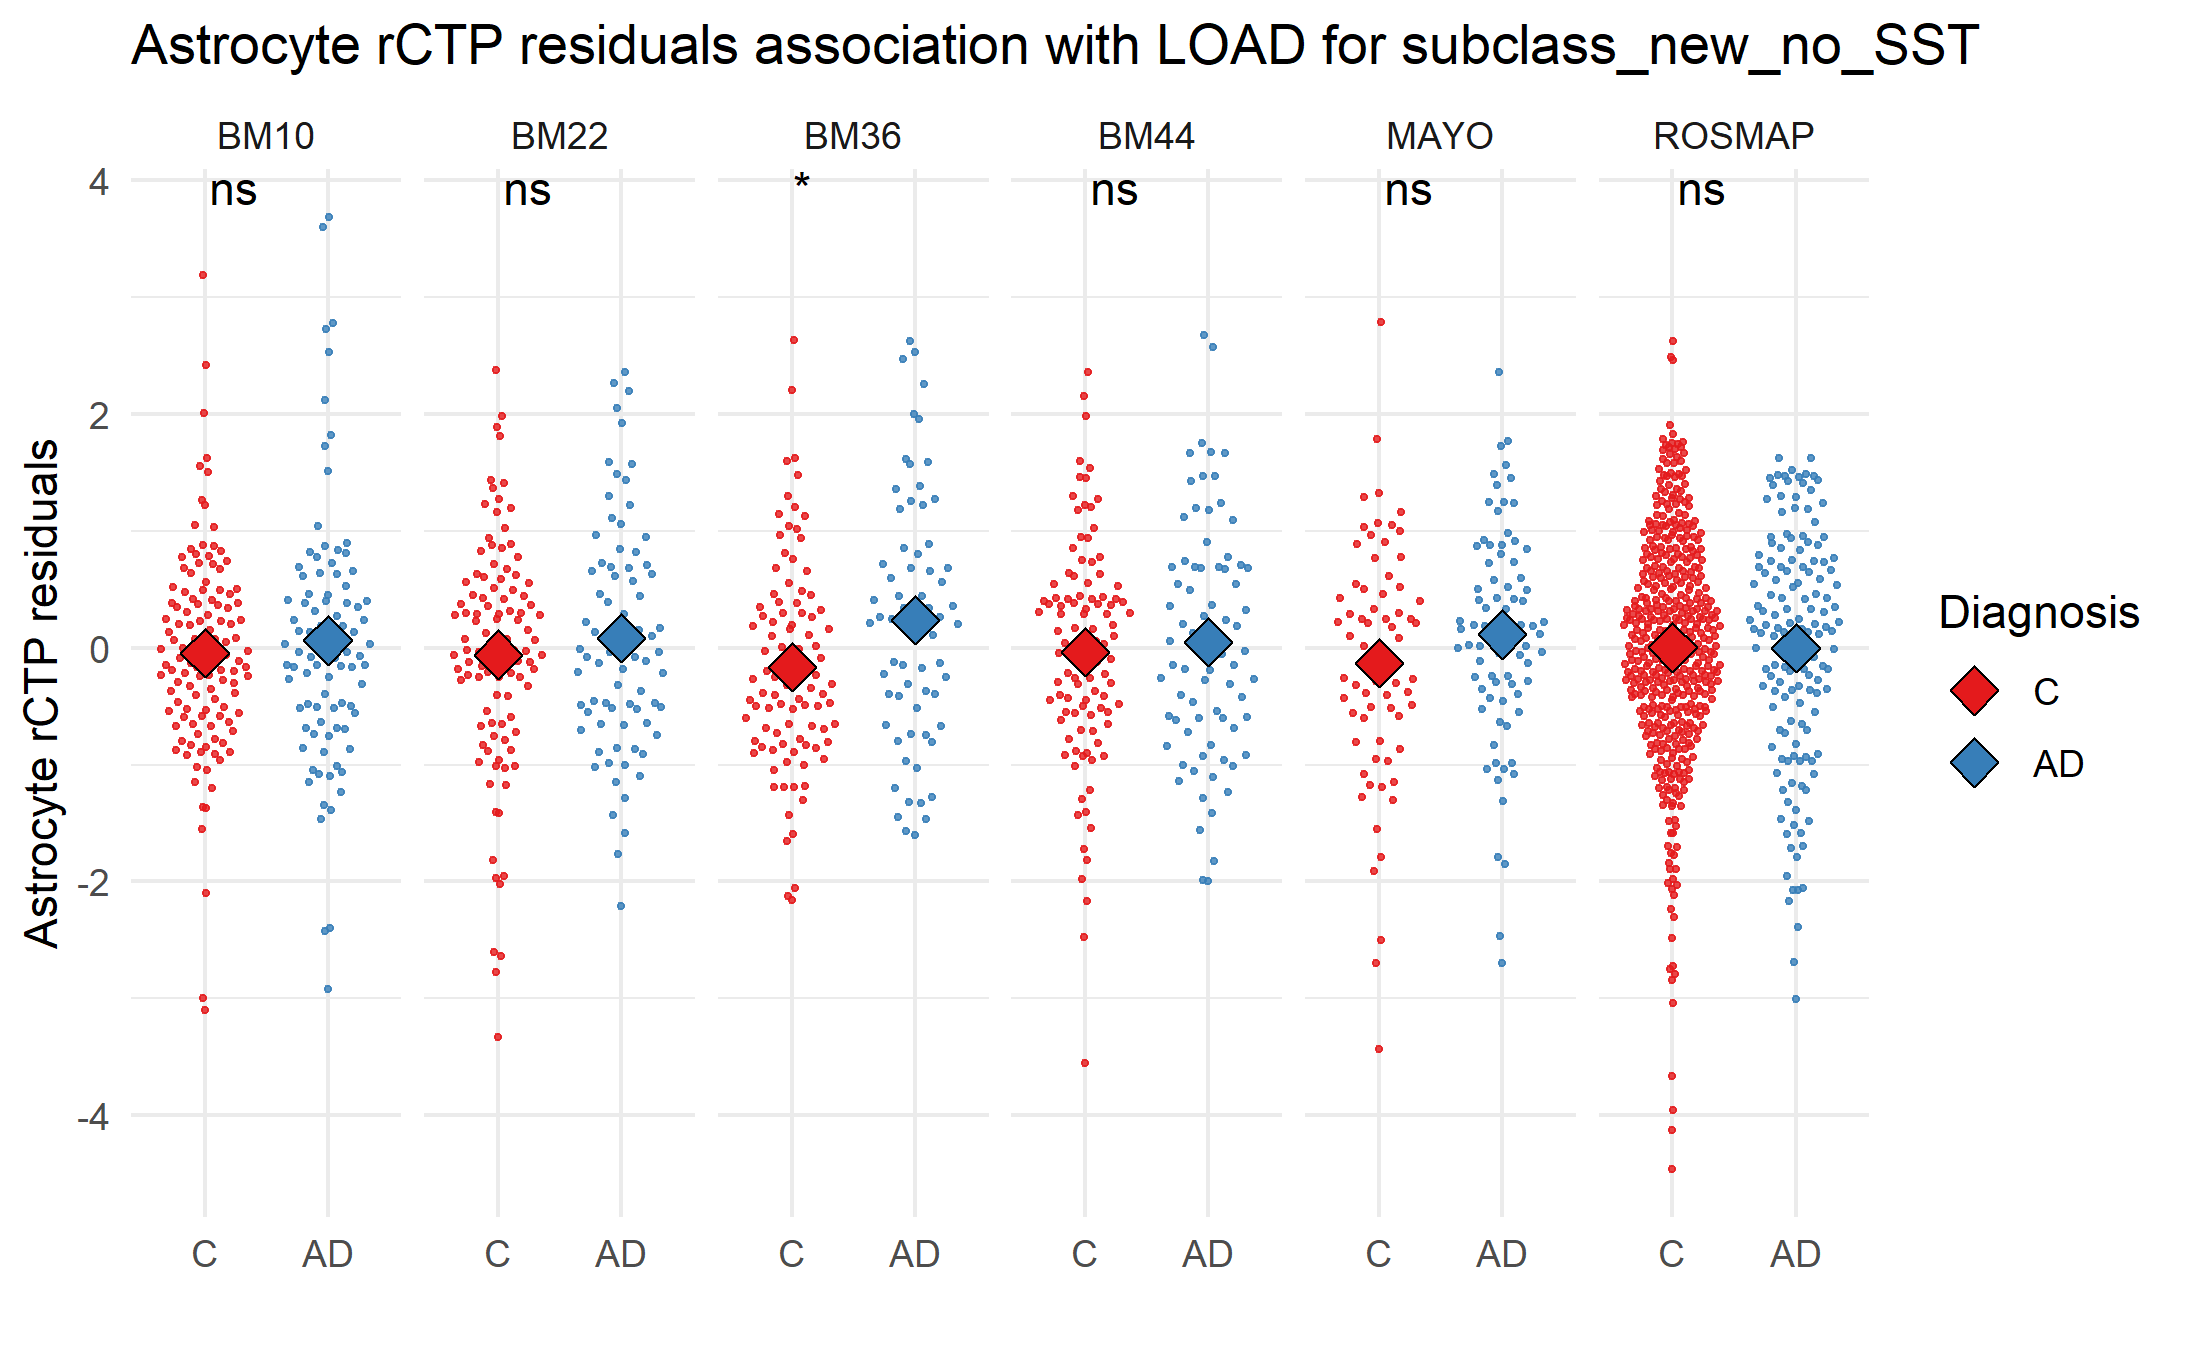 Astrocyte rCTP residuals association with LOAD for subclass_new_no_SST
BM10 BM22 BM36 BM44 MAYO ROSMAP
ns ns * ns ns ns
4
2
0
-2
-4
Astrocyte rCTP residuals
C AD C AD C AD C AD C AD C AD
Diagnosis
C
AD